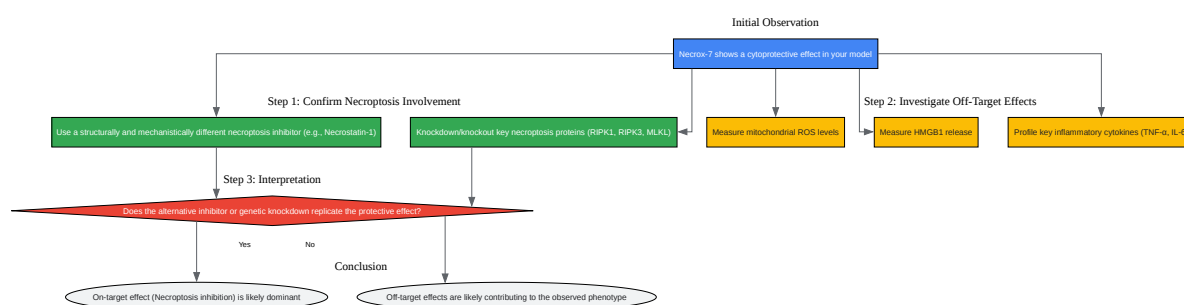 Initial Observation
Necrox-7 shows a cytoprotective effect in your model
Step 1: Confirm Necroptosis Involvement
Step 2: Investigate Off-Target Effects
Use a structurally and mechanistically different necroptosis inhibitor (e.g., Necrostatin-1)
Knockdown/knockout key necroptosis proteins (RIPK1, RIPK3, MLKL)
Measure mitochondrial ROS levels
Measure HMGB1 release
Profile key inflammatory cytokines (TNF-α, IL-6
Step 3: Interpretation
Does the alternative inhibitor or genetic knockdown replicate the protective effect?
Yes
No
Conclusion
On-target effect (Necroptosis inhibition) is likely dominant
Off-target effects are likely contributing to the observed phenotype